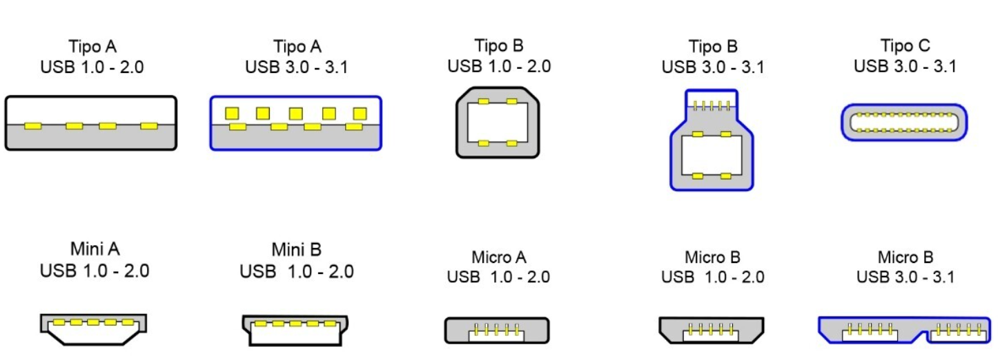 Tipo A
USB 1.0 - 2.0
Tipo A
USB 3.0 - 3.1
Tipo B
USB 1.0 - 2.0
Tipo B
USB 3.0 - 3.1
Tipo C
USB 3.0 - 3.1
Mini A
USB 1.0 - 2.0
Mini B
USB 1.0 - 2.0
Micro A
USB 1.0 - 2.0
Micro B
USB 1.0 - 2.0
Micro B
USB 3.0 - 3.1